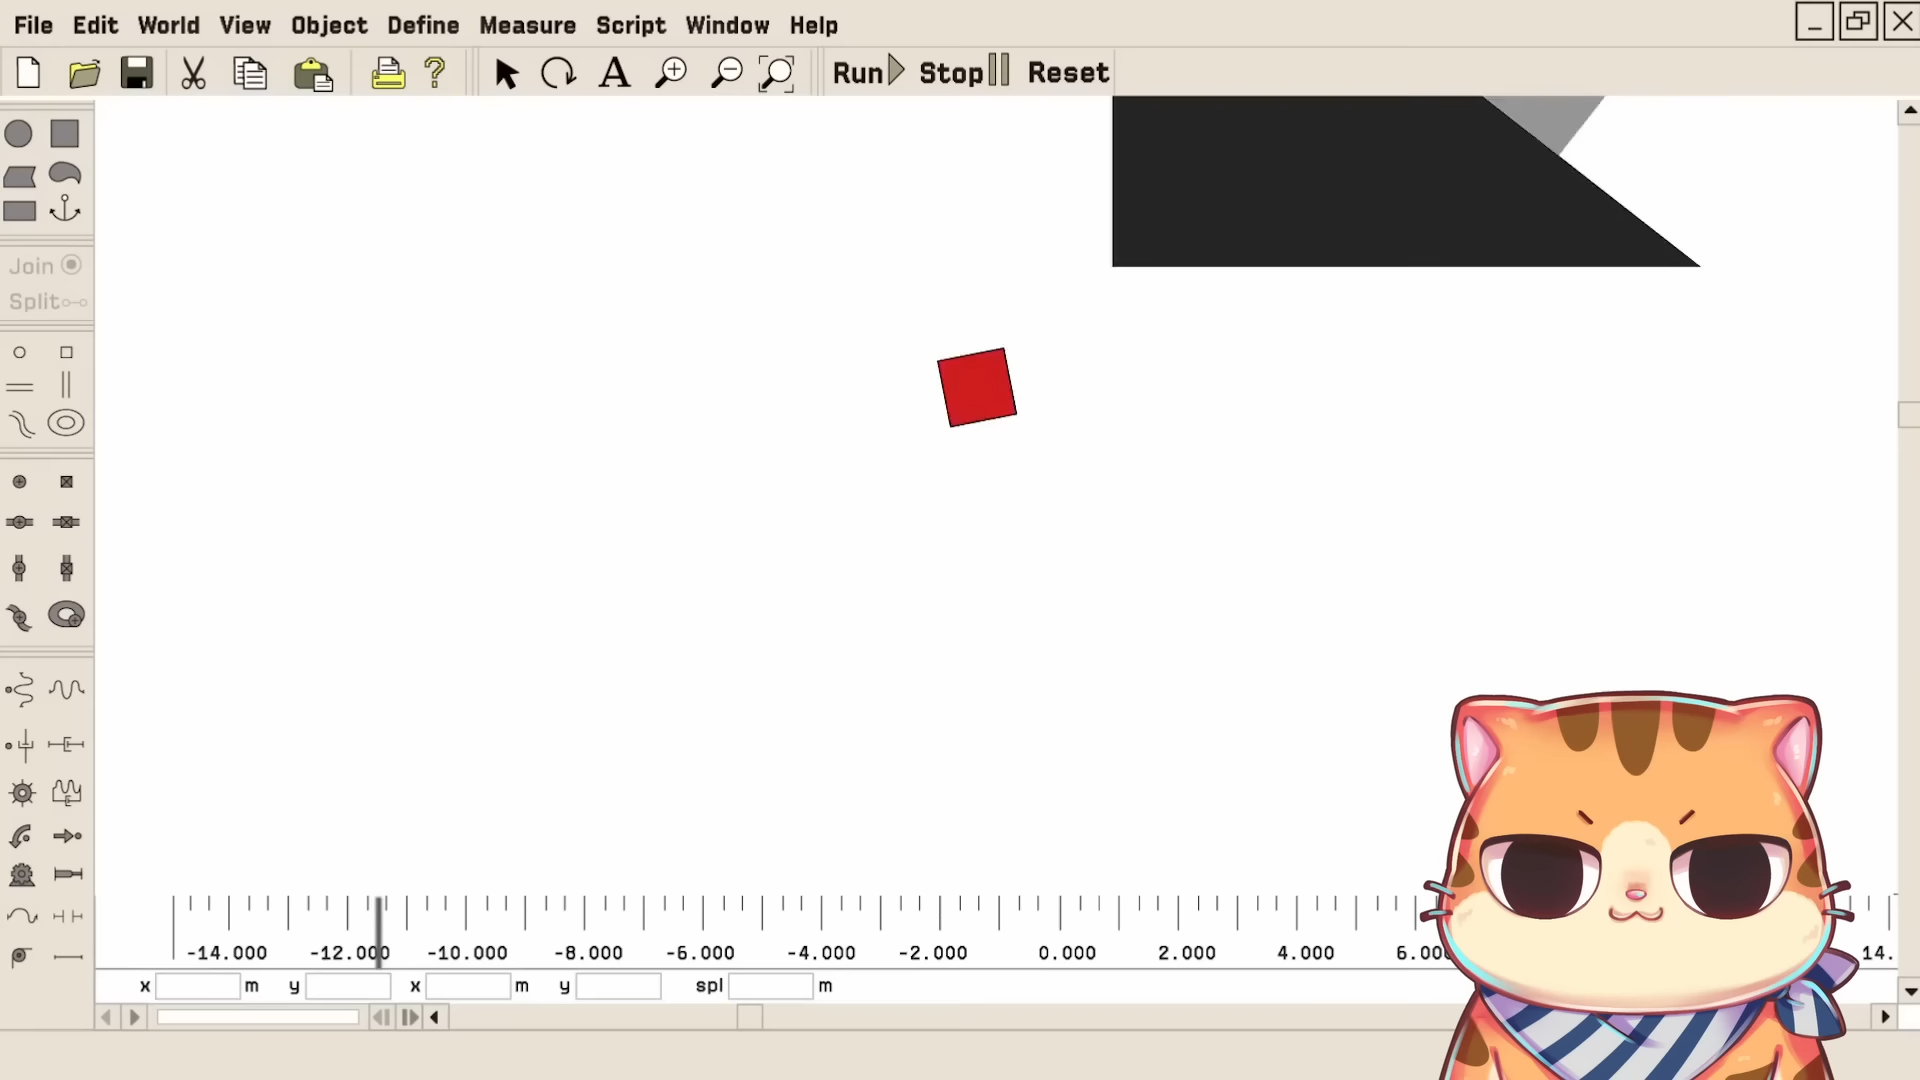 File Edit World View Object Define Measure Script Window Help
A Run Stop Reset
Join
Split
-14.000 -12.000 -10.000 -8.000 -6.000 -4.000 -2.000 0.000 2.000 4.000 6.00 14.
x m y x m y spl m